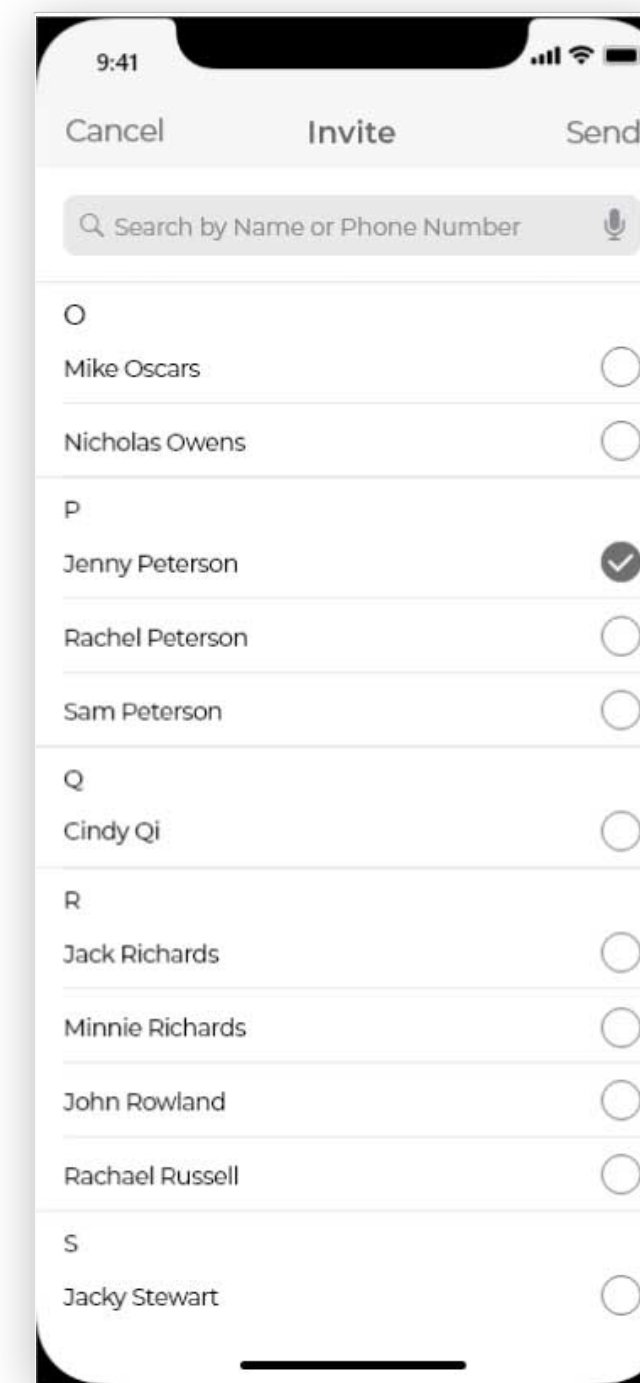 9:41
Cancel Invite Send
Search by Name or Phone Number
O
Mike Oscars
Nicholas Owens
P
Jenny Peterson
Rachel Peterson
Sam Peterson
Q
Cindy Qi
R
Jack Richards
Minnie Richards
John Rowland
Rachael Russell
S
Jacky Stewart